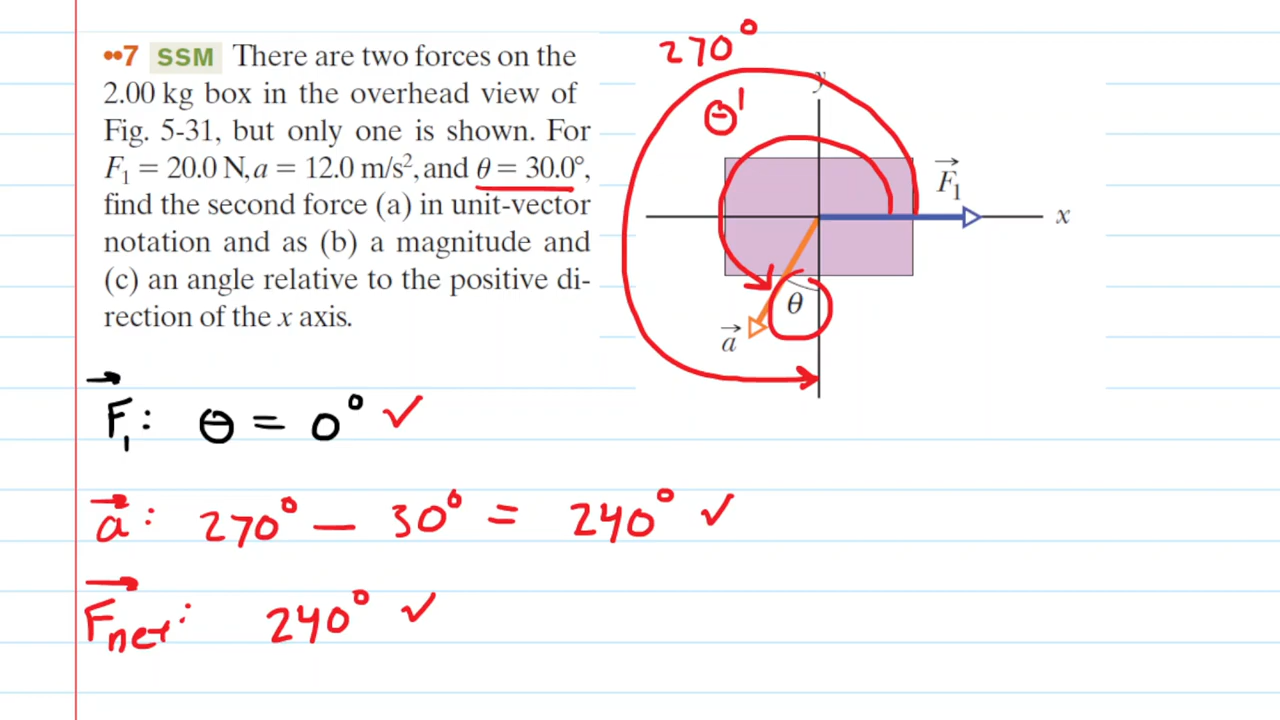 ••7 SSM There are two forces on the
2.00 kg box in the overhead view of
Fig. 5-31, but only one is shown. For
F₁ = 20.0 N, a = 12.0 m/s², and θ = 30.0°,
find the second force (a) in unit-vector
notation and as (b) a magnitude and
(c) an angle relative to the positive di-
rection of the x axis.
270°
θ'
y
F⃗₁
x
θ
a⃗
F⃗₁: θ = 0° ✓
a⃗: 270° − 30° = 240° ✓
F⃗net: 240° ✓